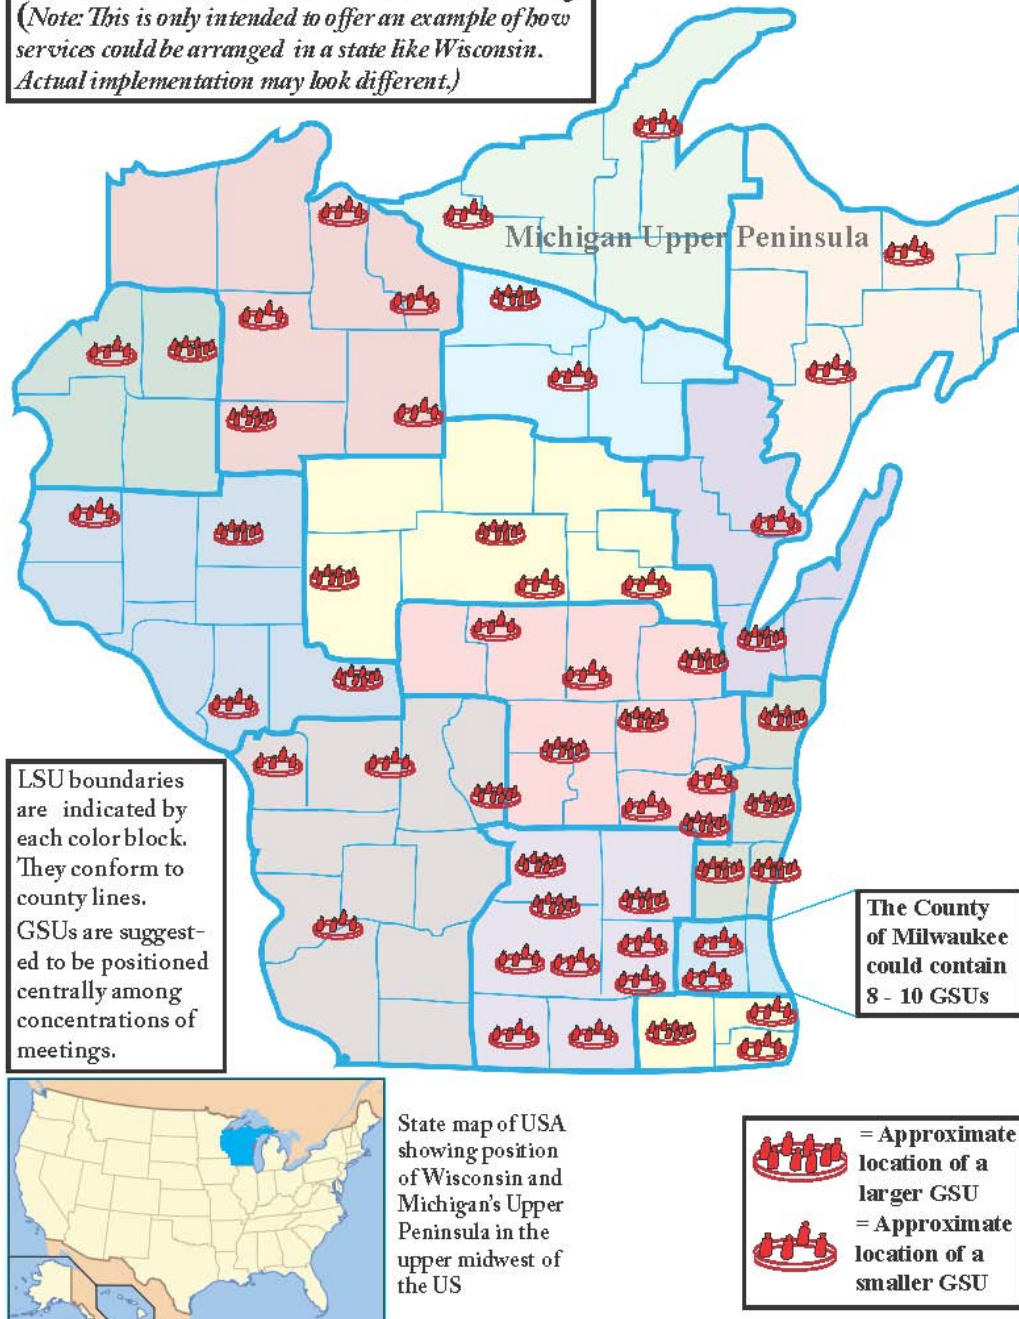 (Note: This is only intended to offer an example of how
services could be arranged in a state like Wisconsin.
Actual implementation may look different.)
Michigan Upper Peninsula
LSU boundaries
are indicated by
each color block.
They conform to
county lines.
GSUs are suggest-
ed to be positioned
centrally among
concentrations of
meetings.
The County
of Milwaukee
could contain
8 - 10 GSUs
State map of USA
showing position
of Wisconsin and
Michigan's Upper
Peninsula in the
upper midwest of
the US
= Approximate
location of a
larger GSU
= Approximate
location of a
smaller GSU